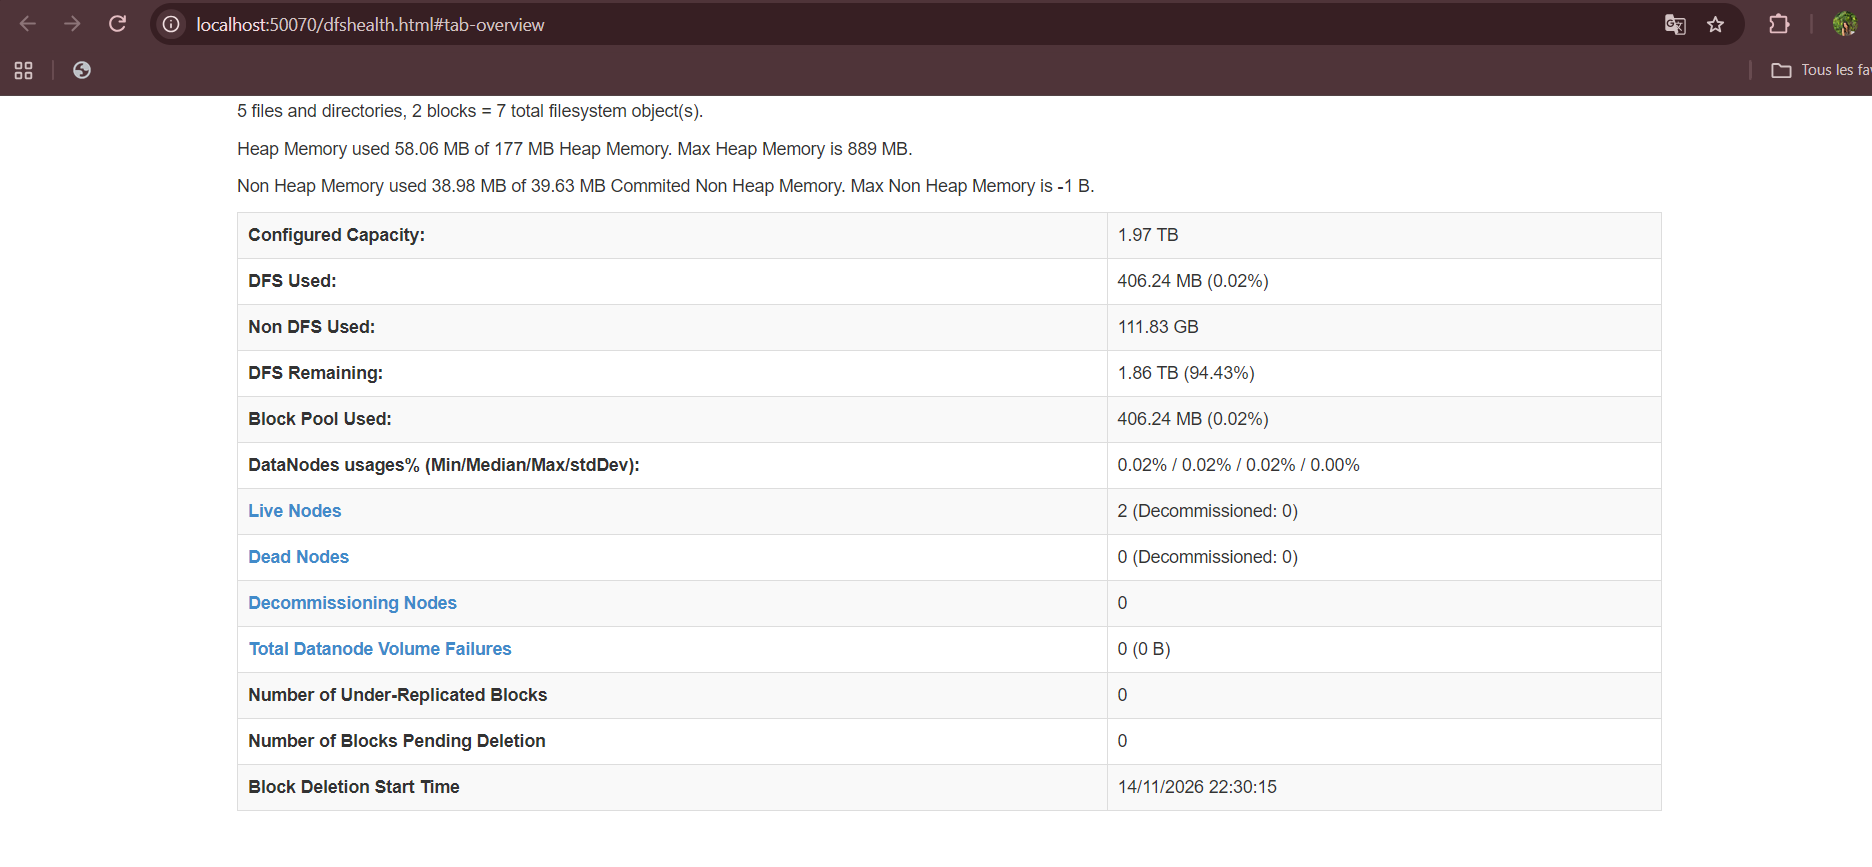 localhost:50070/dfshealth.html#tab-overview
Tous les fa
5 files and directories, 2 blocks = 7 total filesystem object(s).
Heap Memory used 58.06 MB of 177 MB Heap Memory. Max Heap Memory is 889 MB.
Non Heap Memory used 38.98 MB of 39.63 MB Commited Non Heap Memory. Max Non Heap Memory is -1 B.
Configured Capacity: 1.97 TB
DFS Used: 406.24 MB (0.02%)
Non DFS Used: 111.83 GB
DFS Remaining: 1.86 TB (94.43%)
Block Pool Used: 406.24 MB (0.02%)
DataNodes usages% (Min/Median/Max/stdDev): 0.02% / 0.02% / 0.02% / 0.00%
Live Nodes 2 (Decommissioned: 0)
Dead Nodes 0 (Decommissioned: 0)
Decommissioning Nodes 0
Total Datanode Volume Failures 0 (0 B)
Number of Under-Replicated Blocks 0
Number of Blocks Pending Deletion 0
Block Deletion Start Time 14/11/2026 22:30:15